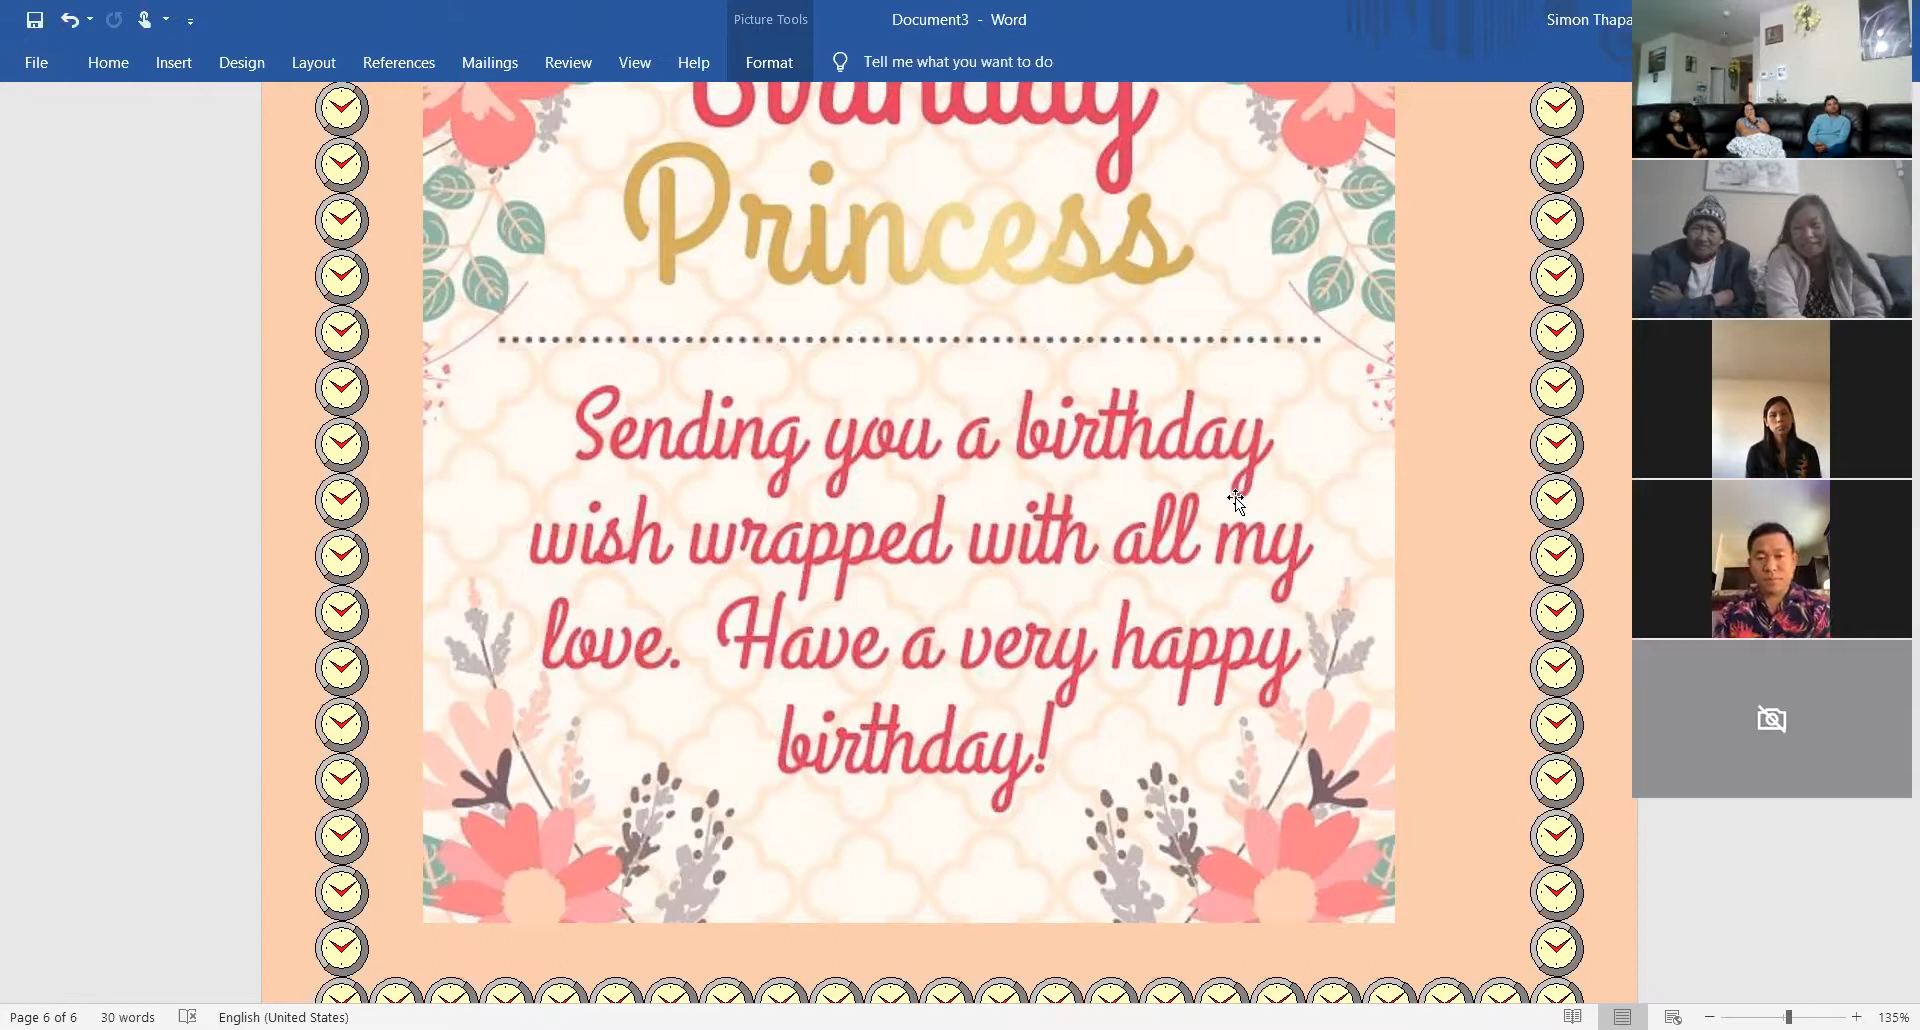 Picture Tools
Document3 - Word
Simon Thapa
File Home Insert Design Layout References Mailings Review View Help Format Tell me what you want to do
Princess
Sending you a birthday
wish wrapped with all my
love. Have a very happy
birthday!
Page 6 of 6 30 words English (United States) 135%